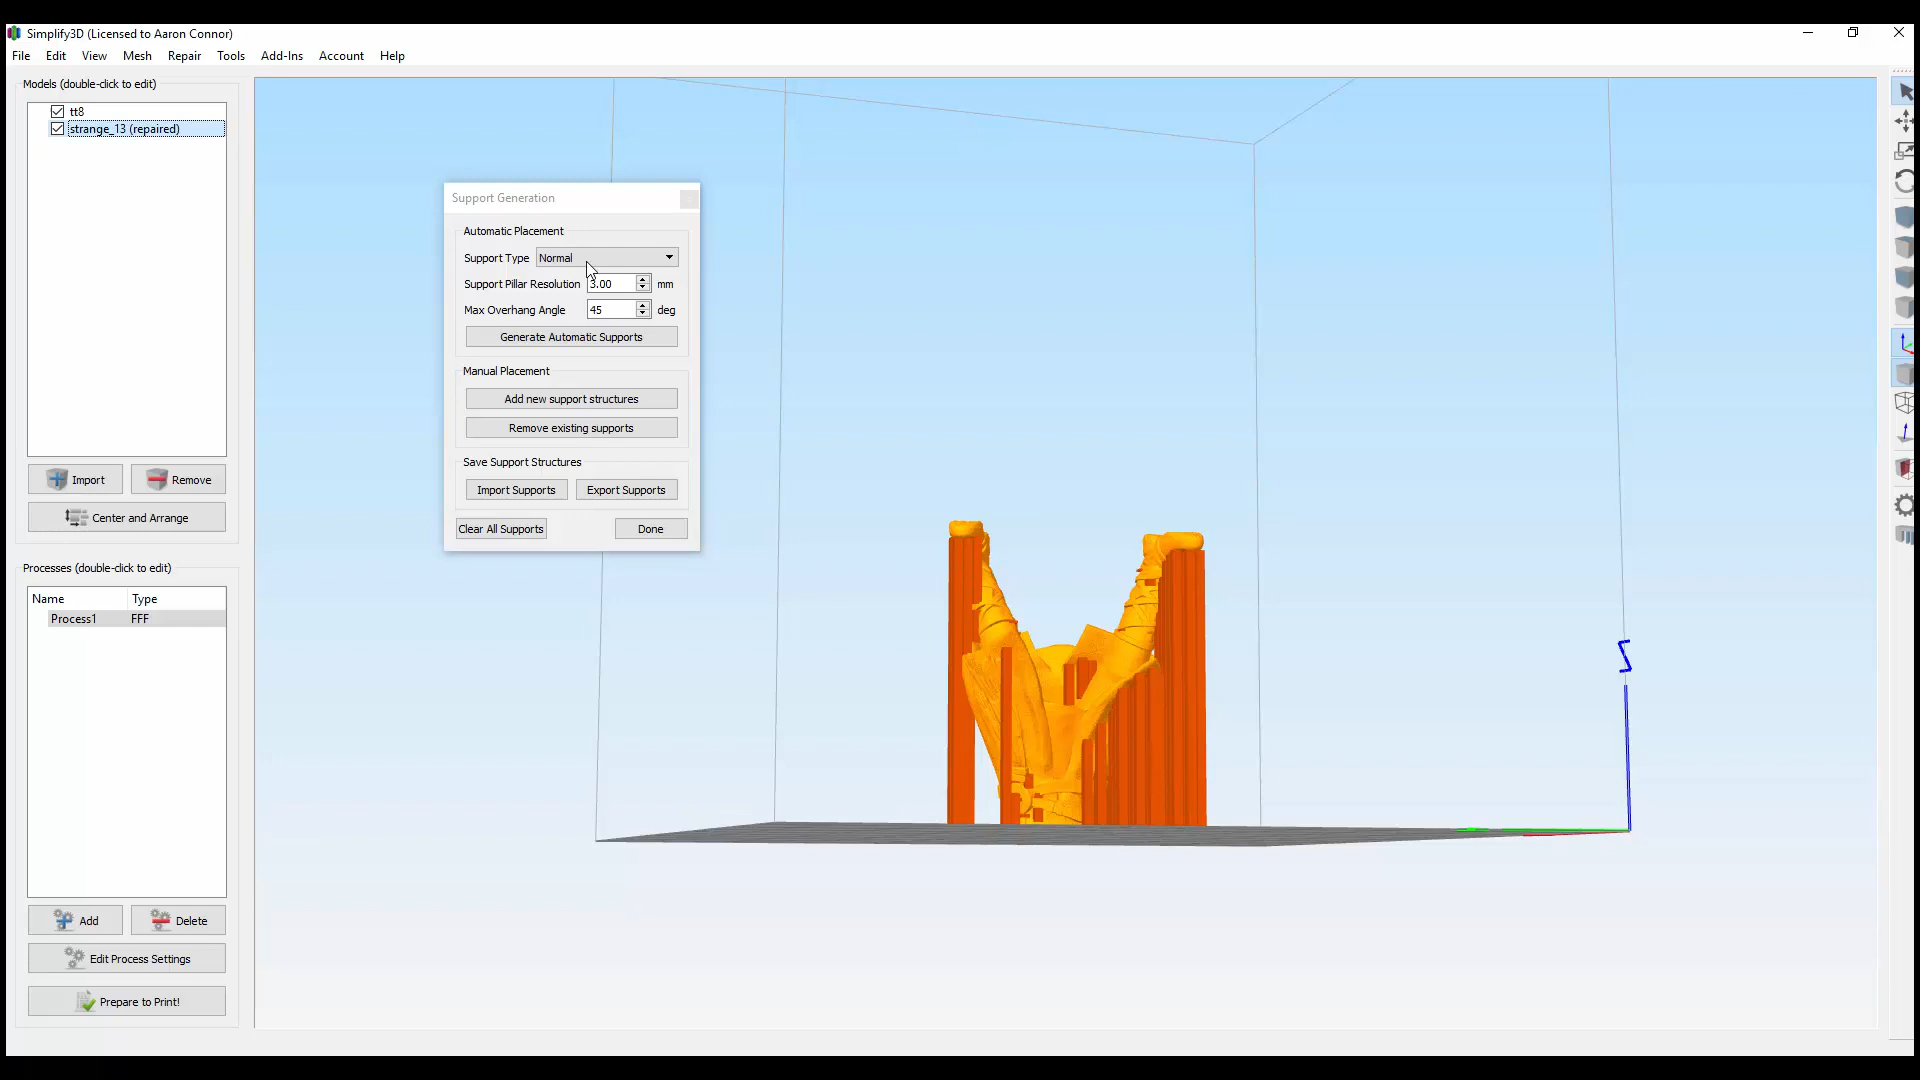 Simplify3D (Licensed to Aaron Connor)
File Edit View Mesh Repair Tools Add-Ins Account Help
Models (double-click to edit)
tt8
strange_13 (repaired)
Import Remove
Center and Arrange
Processes (double-click to edit)
Name Type
Process1 FFF
Add Delete
Edit Process Settings
Prepare to Print!
Support Generation
Automatic Placement
Support Type Normal
Support Pillar Resolution 3.00 mm
Max Overhang Angle 45 deg
Generate Automatic Supports
Manual Placement
Add new support structures
Remove existing supports
Save Support Structures
Import Supports Export Supports
Clear All Supports Done
Z